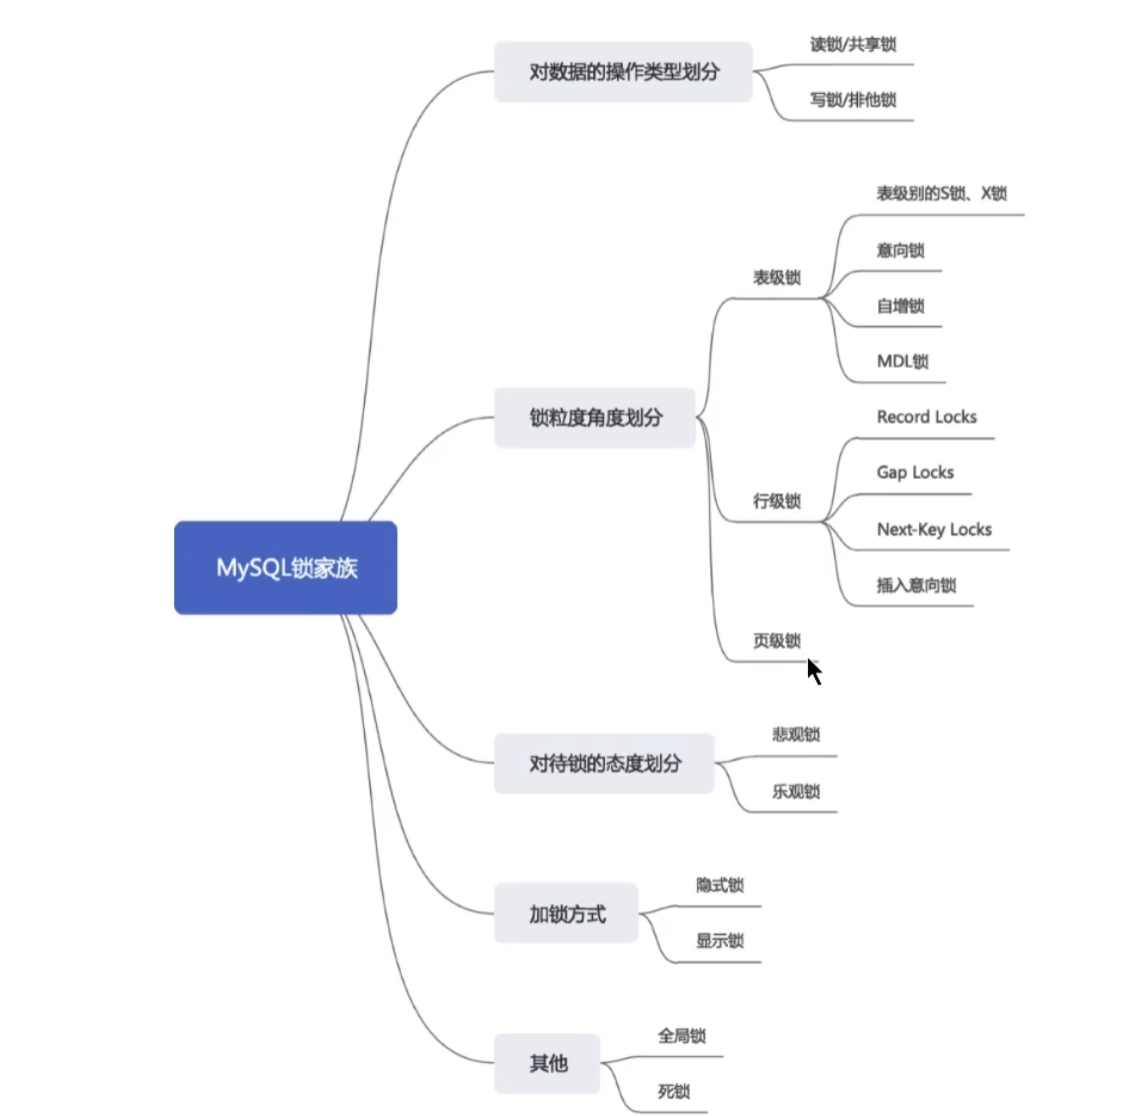 MySQL锁家族
对数据的操作类型划分
读锁/共享锁
写锁/排他锁
锁粒度角度划分
表级锁
表级别的S锁、X锁
意向锁
自增锁
MDL锁
行级锁
Record Locks
Gap Locks
Next-Key Locks
插入意向锁
页级锁
对待锁的态度划分
悲观锁
乐观锁
加锁方式
隐式锁
显示锁
其他
全局锁
死锁